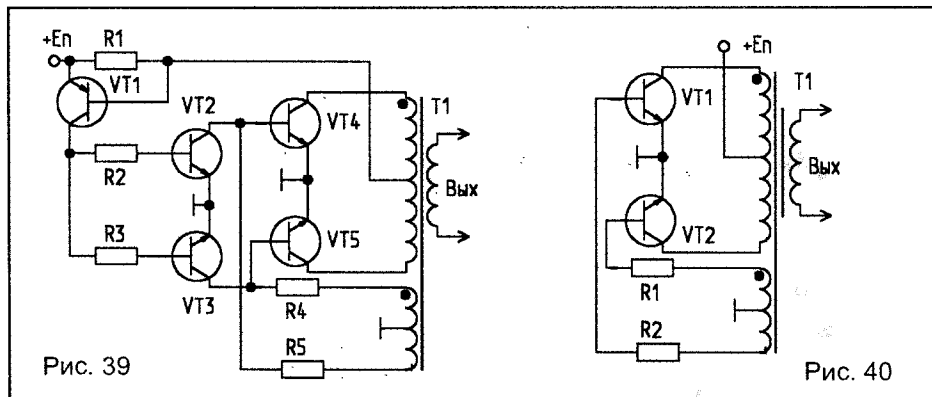 +Eп
R1
VT1
VT2
VT4
T1
R2
Вых
R3
VT5
VT3
R4
R5
Рис. 39
+Eп
VT1
T1
Вых
VT2
R1
R2
Рис. 40